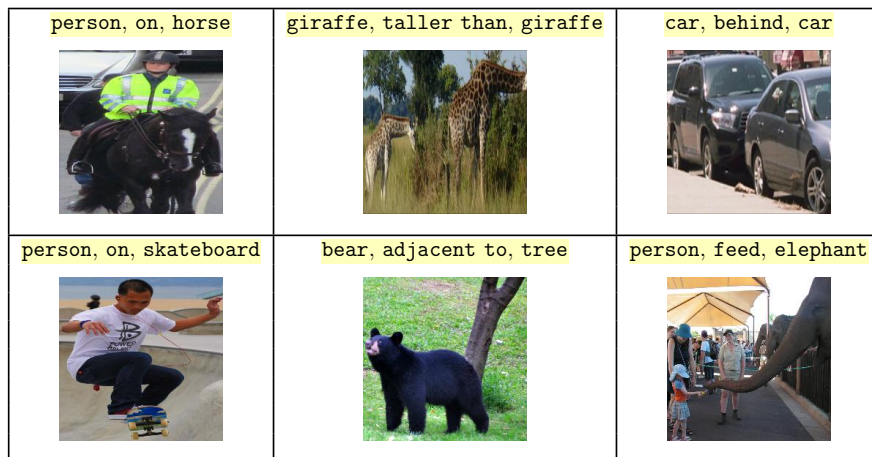 person, on, horse
giraffe, taller than, giraffe
car, behind, car
person, on, skateboard
bear, adjacent to, tree
person, feed, elephant